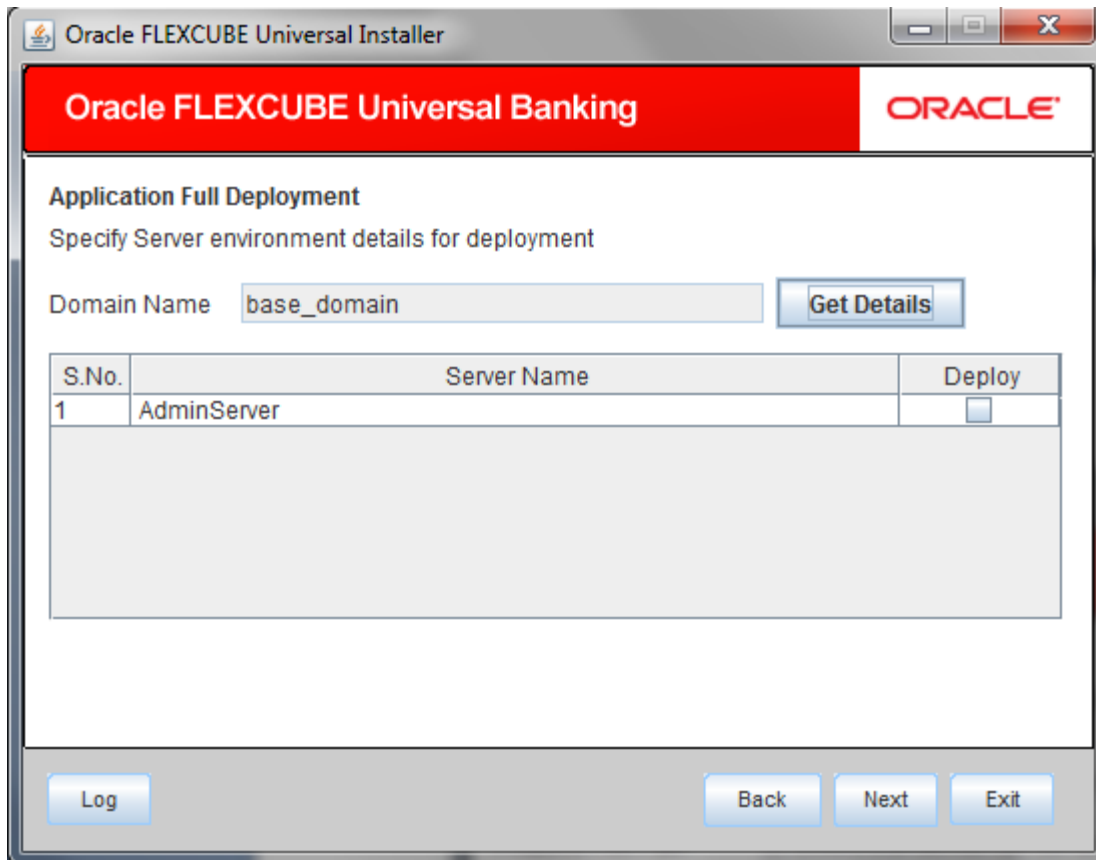 Oracle FLEXCUBE Universal Installer
Oracle FLEXCUBE Universal Banking
ORACLE
Application Full Deployment
Specify Server environment details for deployment
Domain Name base_domain Get Details
S.No. Server Name Deploy
1 AdminServer
Log Back Next Exit